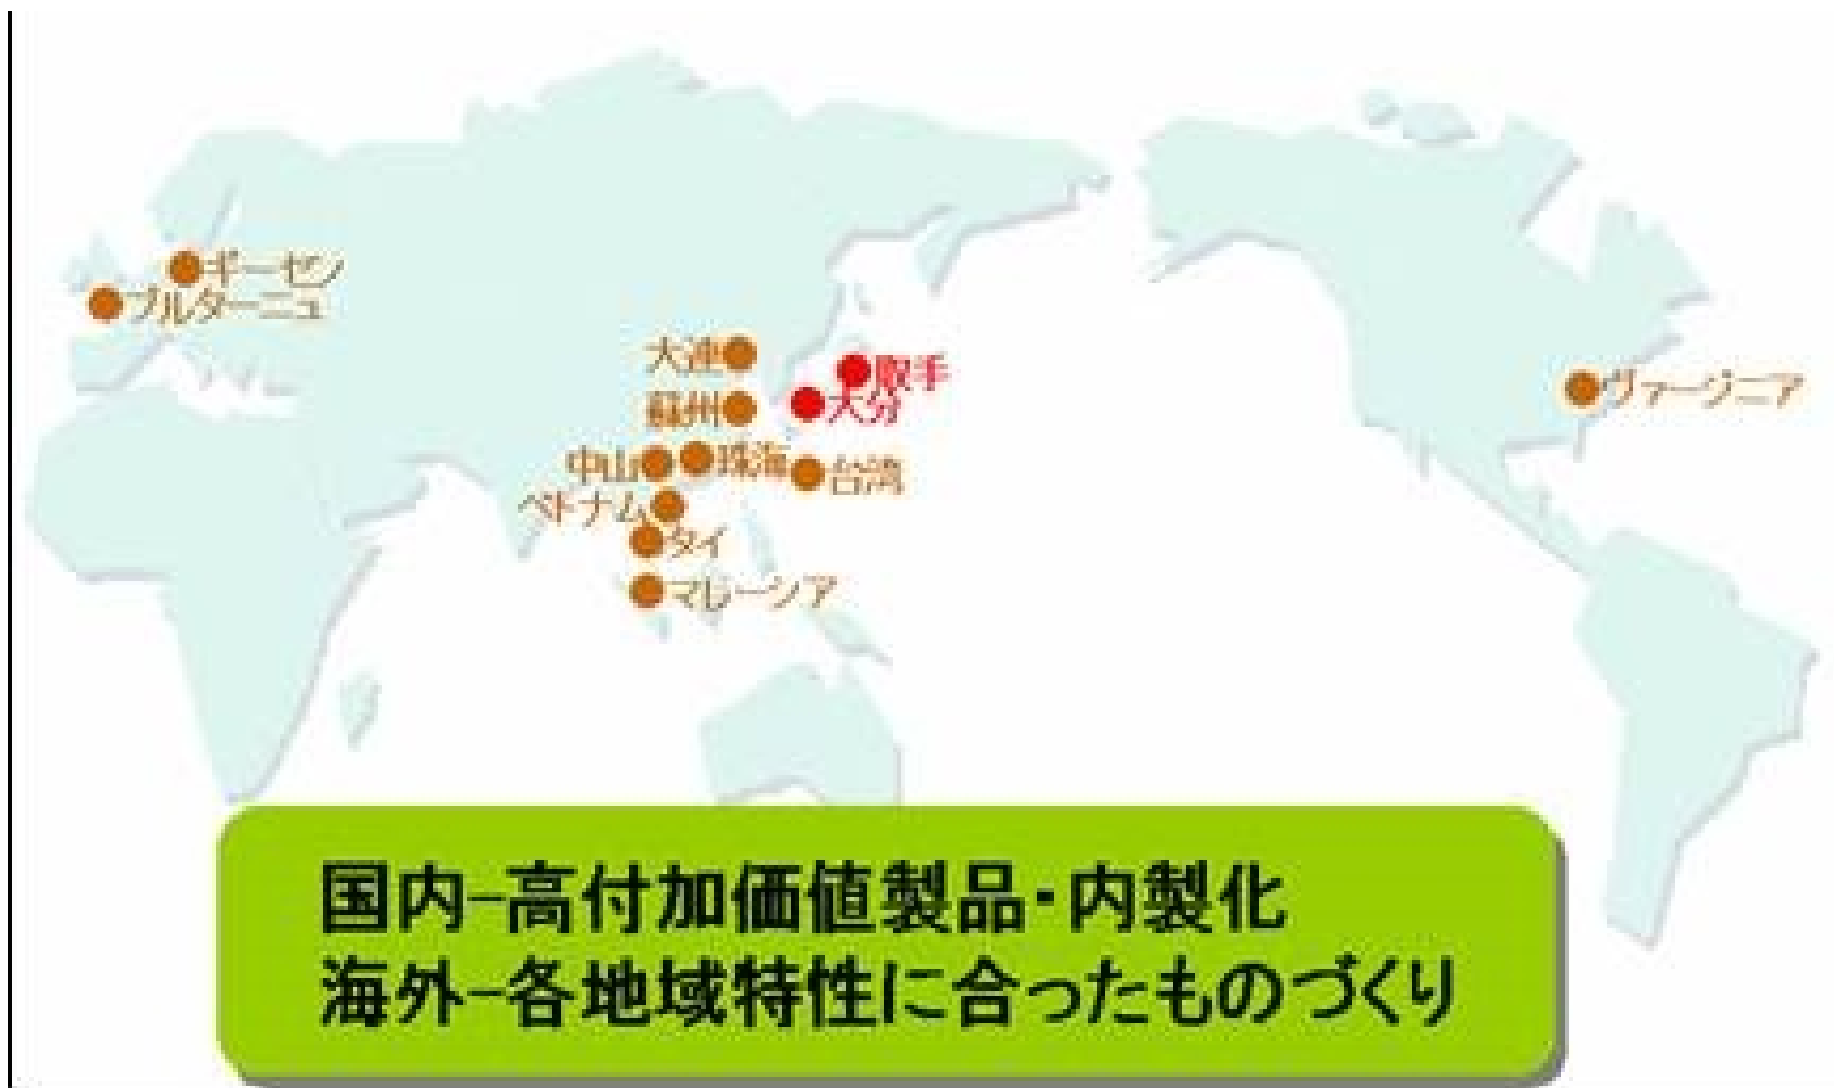 ギーセン
ブルターニュ
大連
取手
蘇州
大分
ヴァージニア
中山
珠海
台湾
ベトナム
タイ
マレーシア
国内−高付加価値製品・内製化
海外−各地域特性に合ったものづくり